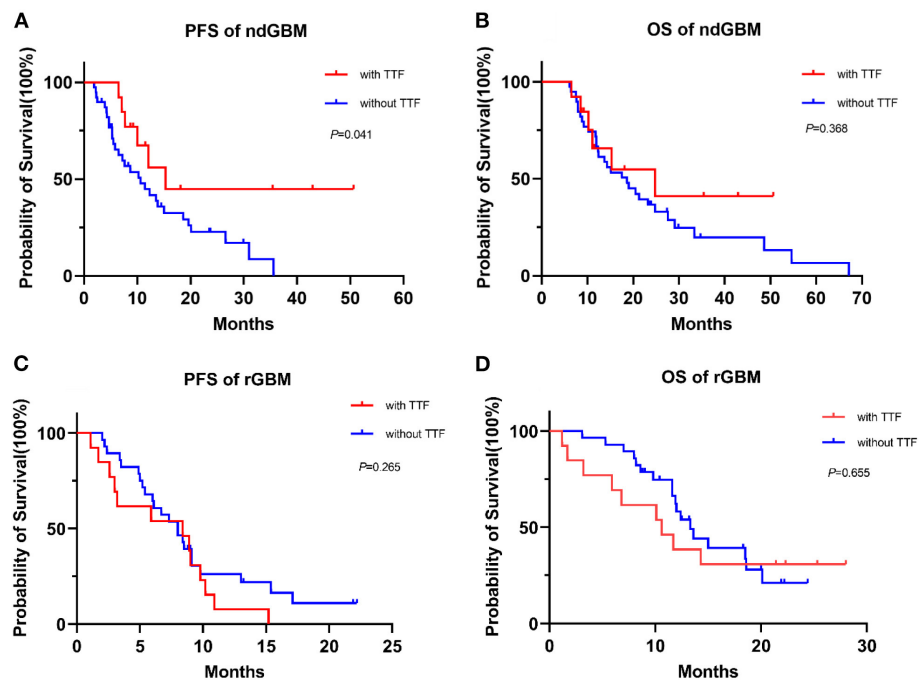 A
PFS of ndGBM
Probability of Survival(100%)
100
50
0
0 10 20 30 40 50 60
Months
with TTF
without TTF
P=0.041
B
OS of ndGBM
Probability of Survival(100%)
100
50
0
0 10 20 30 40 50 60 70
Months
with TTF
without TTF
P=0.368
C
PFS of rGBM
Probability of Survival(100%)
100
50
0
0 5 10 15 20 25
Months
with TTF
without TTF
P=0.265
D
OS of rGBM
Probability of Survival(100%)
100
50
0
0 10 20 30
Months
with TTF
without TTF
P=0.655